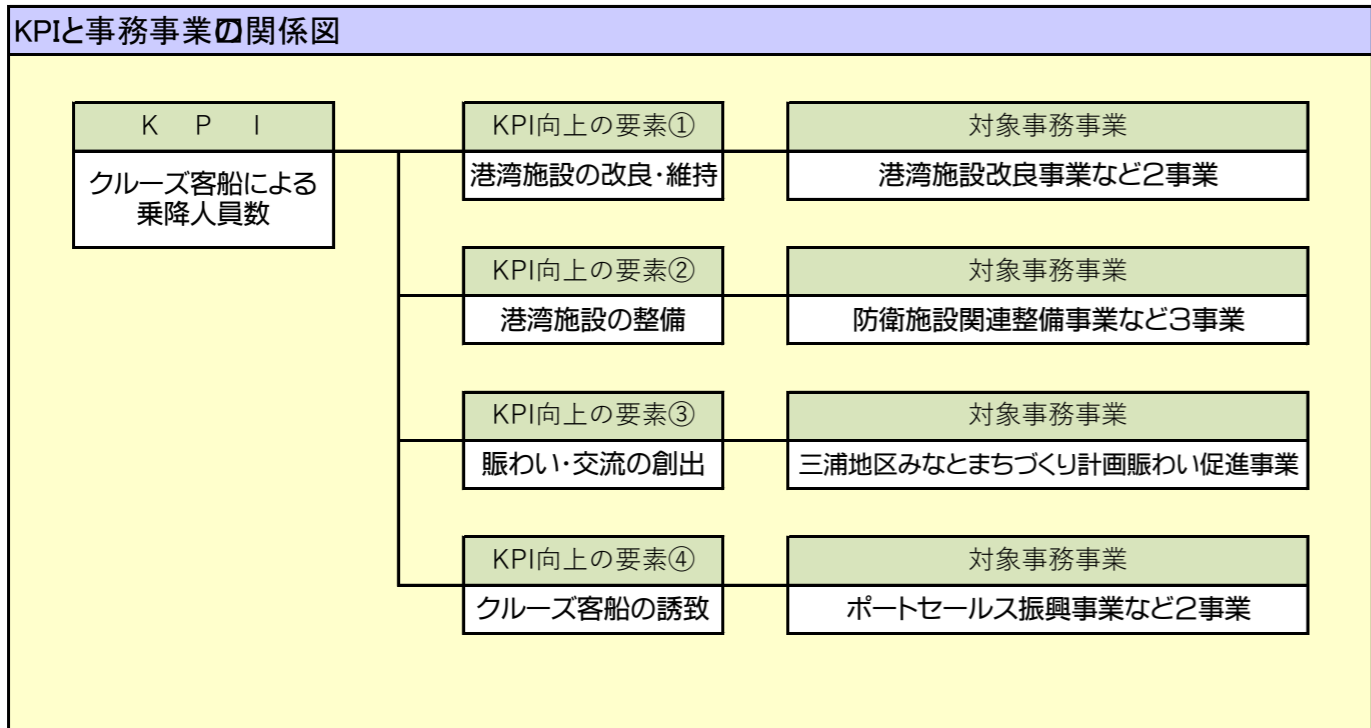 KPIと事務事業の関係図
K P I
クルーズ客船による
乗降人員数
KPI向上の要素①
港湾施設の改良・維持
対象事務事業
港湾施設改良事業など2事業
KPI向上の要素②
港湾施設の整備
対象事務事業
防衛施設関連整備事業など3事業
KPI向上の要素③
賑わい・交流の創出
対象事務事業
三浦地区みなとまちづくり計画賑わい促進事業
KPI向上の要素④
クルーズ客船の誘致
対象事務事業
ポートセールス振興事業など2事業